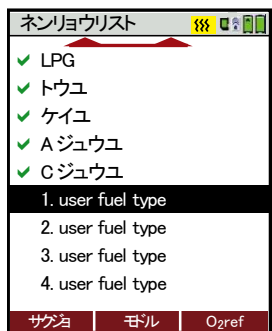 ネンリョウリスト
LPG
トウユ
ケイユ
A ジュウユ
C ジュウユ
1. user fuel type
2. user fuel type
3. user fuel type
4. user fuel type
サクジョ モドル O₂ref